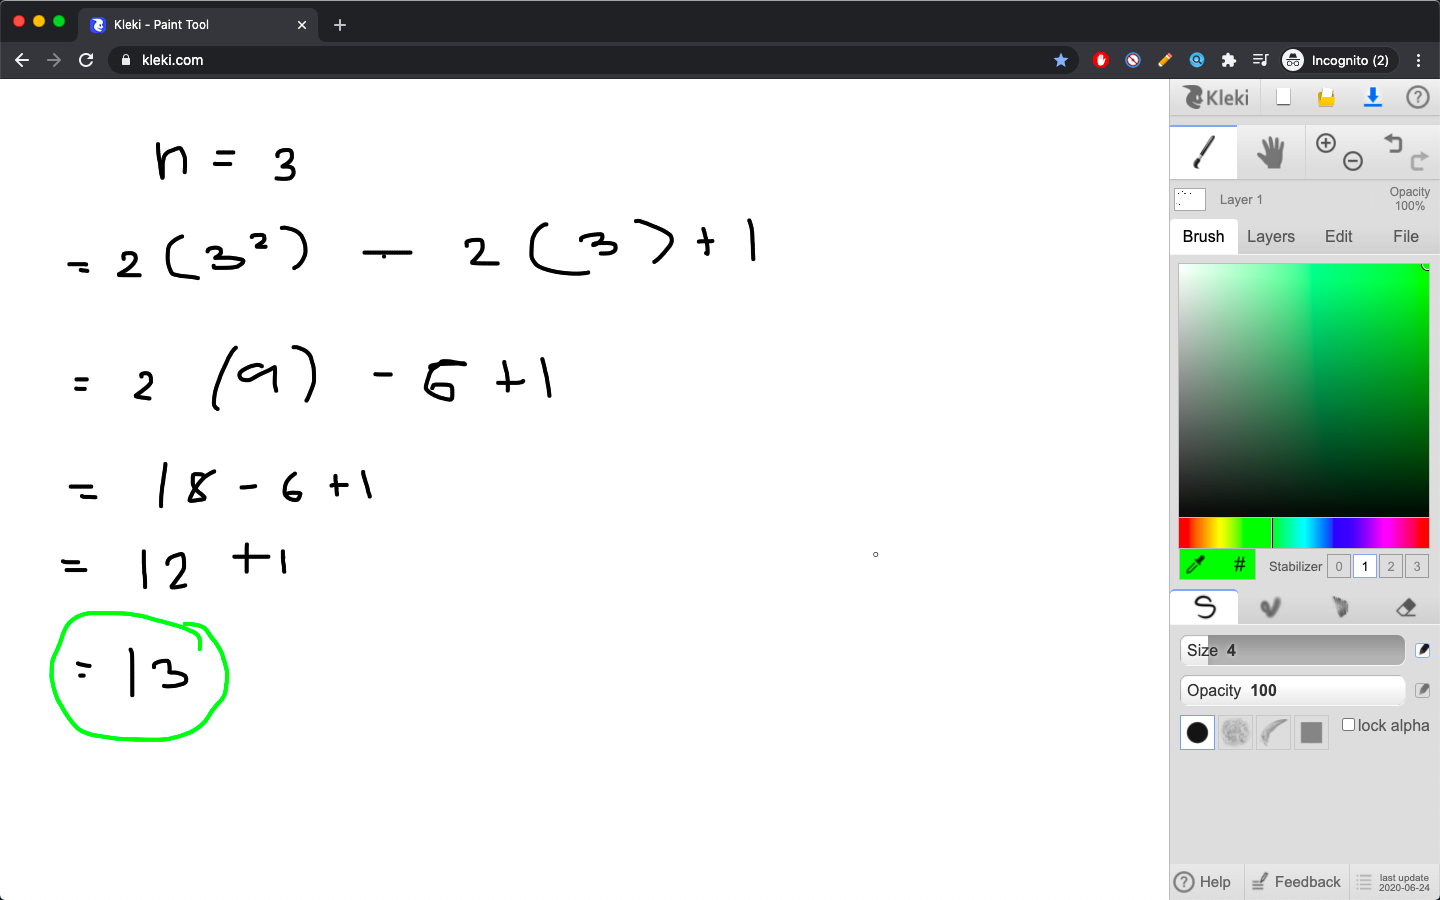 Kleki - Paint Tool
kleki.com
Incognito (2)
Kleki
n = 3
= 2 (3²) - 2 (3) + 1
= 2 (9) - 6 + 1
= 18 - 6 + 1
= 12 + 1
= 13
Layer 1
Opacity
100%
Brush Layers Edit File
# Stabilizer 0 1 2 3
Size 4
Opacity 100
lock alpha
Help Feedback last update
2020-06-24